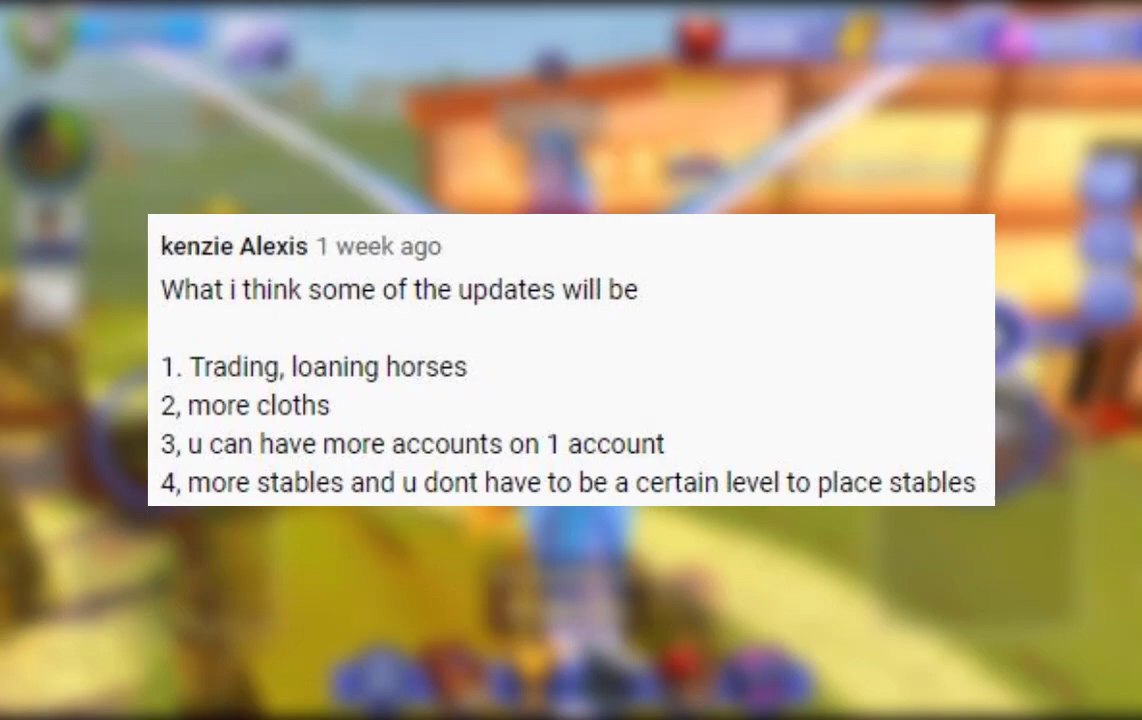 kenzie Alexis 1 week ago
What i think some of the updates will be
1. Trading, loaning horses
2, more cloths
3, u can have more accounts on 1 account
4, more stables and u dont have to be a certain level to place stables